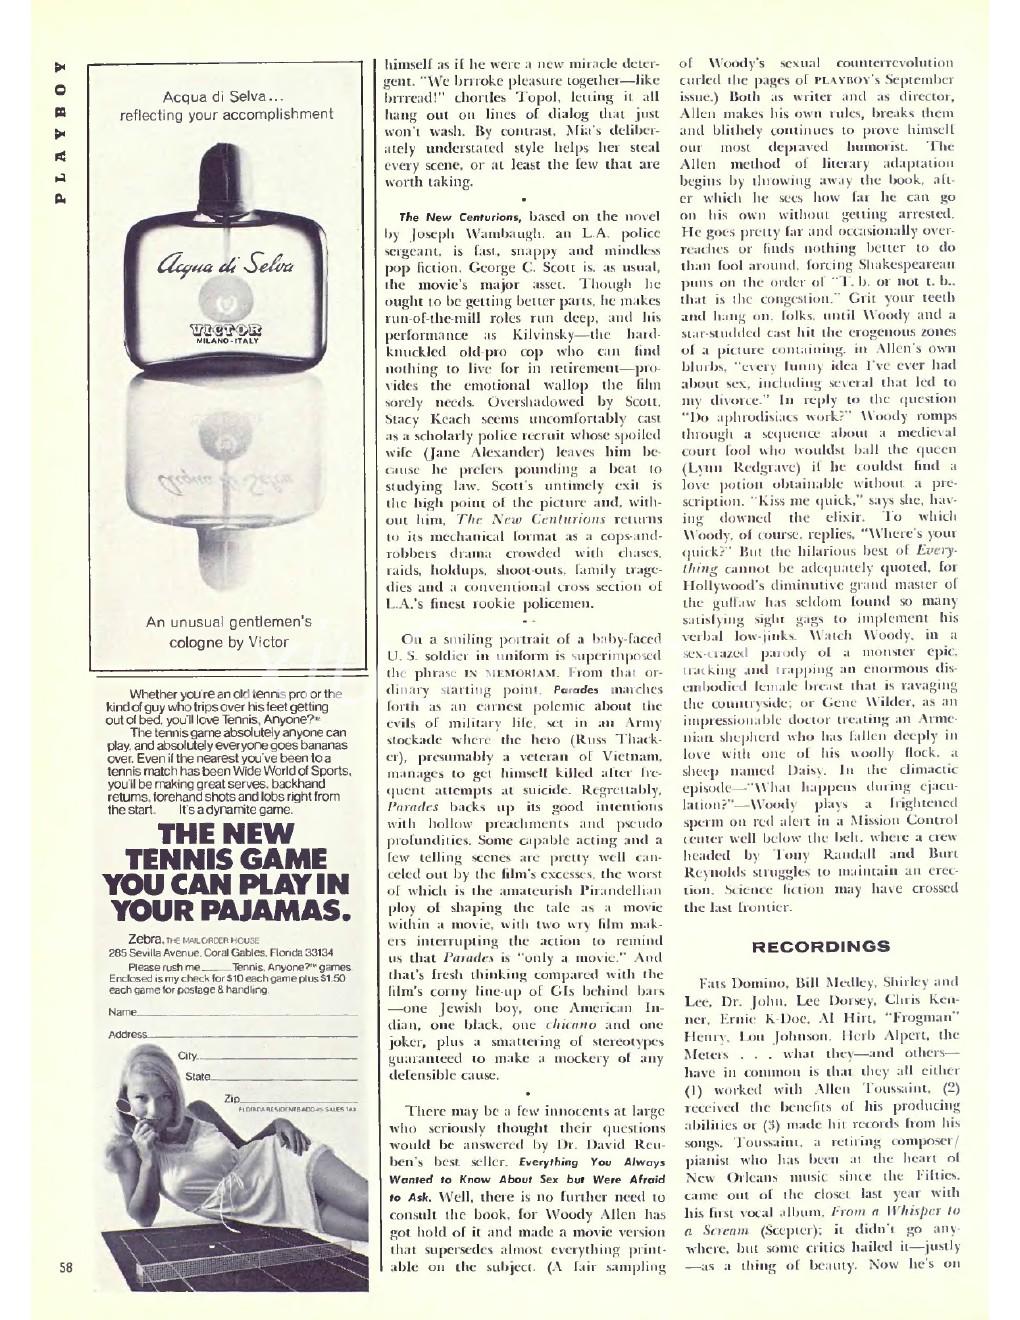 PLAYBOY
Acqua di Selva...
reflecting your accomplishment
Acqua di Selva
VICTOR
MILANO-ITALY
An unusual gentlemen's
cologne by Victor
Whether you're an old tennis pro or the
kind of guy who trips over his feet getting
out of bed, you'll love Tennis, Anyone?™
The tennis game absolutely anyone can
play, and absolutely everyone goes bananas
over. Even if the nearest you've been to a
tennis match has been Wide World of Sports,
you'll be making great serves, backhand
returns, forehand shots and lobs right from
the start. It's a dynamite game.
THE NEW
TENNIS GAME
YOU CAN PLAY IN
YOUR PAJAMAS.
Zebra, THE MAIL ORDER HOUSE
285 Sevilla Avenue, Coral Gables, Florida 33134
Please rush me ____ Tennis, Anyone?™ games.
Enclosed is my check for $10 each game plus $1.50
each game for postage & handling.
Name
Address
City
State
Zip
FLORIDA RESIDENTS ADD 4% SALES TAX
58
himself as if he were a new miracle deter-
gent. "We brrroke pleasure together—like
brrread!" chortles Topol, letting it all
hang out on lines of dialog that just
won't wash. By contrast, Mia's deliber-
ately understated style helps her steal
every scene, or at least the few that are
worth taking.
•
The New Centurions, based on the novel
by Joseph Wambaugh, an L.A. police
sergeant, is fast, snappy and mindless
pop fiction. George C. Scott is, as usual,
the movie's major asset. Though he
ought to be getting better parts, he makes
run-of-the-mill roles run deep, and his
performance as Kilvinsky—the hard-
knuckled old-pro cop who can find
nothing to live for in retirement—pro-
vides the emotional wallop the film
sorely needs. Overshadowed by Scott,
Stacy Keach seems uncomfortably cast
as a scholarly police recruit whose spoiled
wife (Jane Alexander) leaves him be-
cause he prefers pounding a beat to
studying law. Scott's untimely exit is
the high point of the picture and, with-
out him, The New Centurions returns
to its mechanical format as a cops-and-
robbers drama crowded with chases,
raids, holdups, shoot-outs, family trage-
dies and a conventional cross section of
L.A.'s finest rookie policemen.
•
On a smiling portrait of a baby-faced
U. S. soldier in uniform is superimposed
the phrase IN MEMORIAM. From that or-
dinary starting point, Parades marches
forth as an earnest polemic about the
evils of military life, set in an Army
stockade where the hero (Russ Thack-
er), presumably a veteran of Vietnam,
manages to get himself killed after fre-
quent attempts at suicide. Regrettably,
Parades backs up its good intentions
with hollow preachments and pseudo
profundities. Some capable acting and a
few telling scenes are pretty well can-
celed out by the film's excesses, the worst
of which is the amateurish Pirandellian
ploy of shaping the tale as a movie
within a movie, with two wry film mak-
ers interrupting the action to remind
us that Parades is "only a movie." And
that's fresh thinking compared with the
film's corny line-up of GIs behind bars
—one Jewish boy, one American In-
dian, one black, one chicano and one
joker, plus a smattering of stereotypes
guaranteed to make a mockery of any
defensible cause.
•
There may be a few innocents at large
who seriously thought their questions
would be answered by Dr. David Reu-
ben's best seller, Everything You Always
Wanted to Know About Sex but Were Afraid
to Ask. Well, there is no further need to
consult the book, for Woody Allen has
got hold of it and made a movie version
that supersedes almost everything print-
able on the subject. (A fair sampling
of Woody's sexual counterrevolution
curled the pages of PLAYBOY's September
issue.) Both as writer and as director,
Allen makes his own rules, breaks them
and blithely continues to prove himself
our most depraved humorist. The
Allen method of literary adaptation
begins by throwing away the book, aft-
er which he sees how far he can go
on his own without getting arrested.
He goes pretty far and occasionally over-
reaches or finds nothing better to do
than fool around, forcing Shakespearean
puns on the order of "T. b. or not t. b.,
that is the congestion." Grit your teeth
and hang on, folks, until Woody and a
star-studded cast hit the erogenous zones
of a picture containing, in Allen's own
blurbs, "every funny idea I've ever had
about sex, including several that led to
my divorce." In reply to the question
"Do aphrodisiacs work?" Woody romps
through a sequence about a medieval
court fool who wouldst ball the queen
(Lynn Redgrave) if he couldst find a
love potion obtainable without a pre-
scription. "Kiss me quick," says she, hav-
ing downed the elixir. To which
Woody, of course, replies, "Where's your
quick?" But the hilarious best of Every-
thing cannot be adequately quoted, for
Hollywood's diminutive grand master of
the guffaw has seldom found so many
satisfying sight gags to implement his
verbal low-jinks. Watch Woody, in a
sex-crazed parody of a monster epic,
tracking and trapping an enormous dis-
embodied female breast that is ravaging
the countryside; or Gene Wilder, as an
impressionable doctor treating an Arme-
nian shepherd who has fallen deeply in
love with one of his woolly flock, a
sheep named Daisy. In the climactic
episode—"What happens during ejacu-
lation?"—Woody plays a frightened
sperm on red alert in a Mission Control
center well below the belt, where a crew
headed by Tony Randall and Burt
Reynolds struggles to maintain an erec-
tion. Science fiction may have crossed
the last frontier.
RECORDINGS
Fats Domino, Bill Medley, Shirley and
Lee, Dr. John, Lee Dorsey, Chris Ken-
ner, Ernie K-Doe, Al Hirt, "Frogman"
Henry, Lou Johnson, Herb Alpert, the
Meters . . . what they—and others—
have in common is that they all either
(1) worked with Allen Toussaint, (2)
received the benefits of his producing
abilities or (3) made hit records from his
songs. Toussaint, a retiring composer/
pianist who has been at the heart of
New Orleans music since the Fifties,
came out of the closet last year with
his first vocal album, From a Whisper to
a Scream (Scepter); it didn't go any-
where, but some critics hailed it—justly
—as a thing of beauty. Now he's on